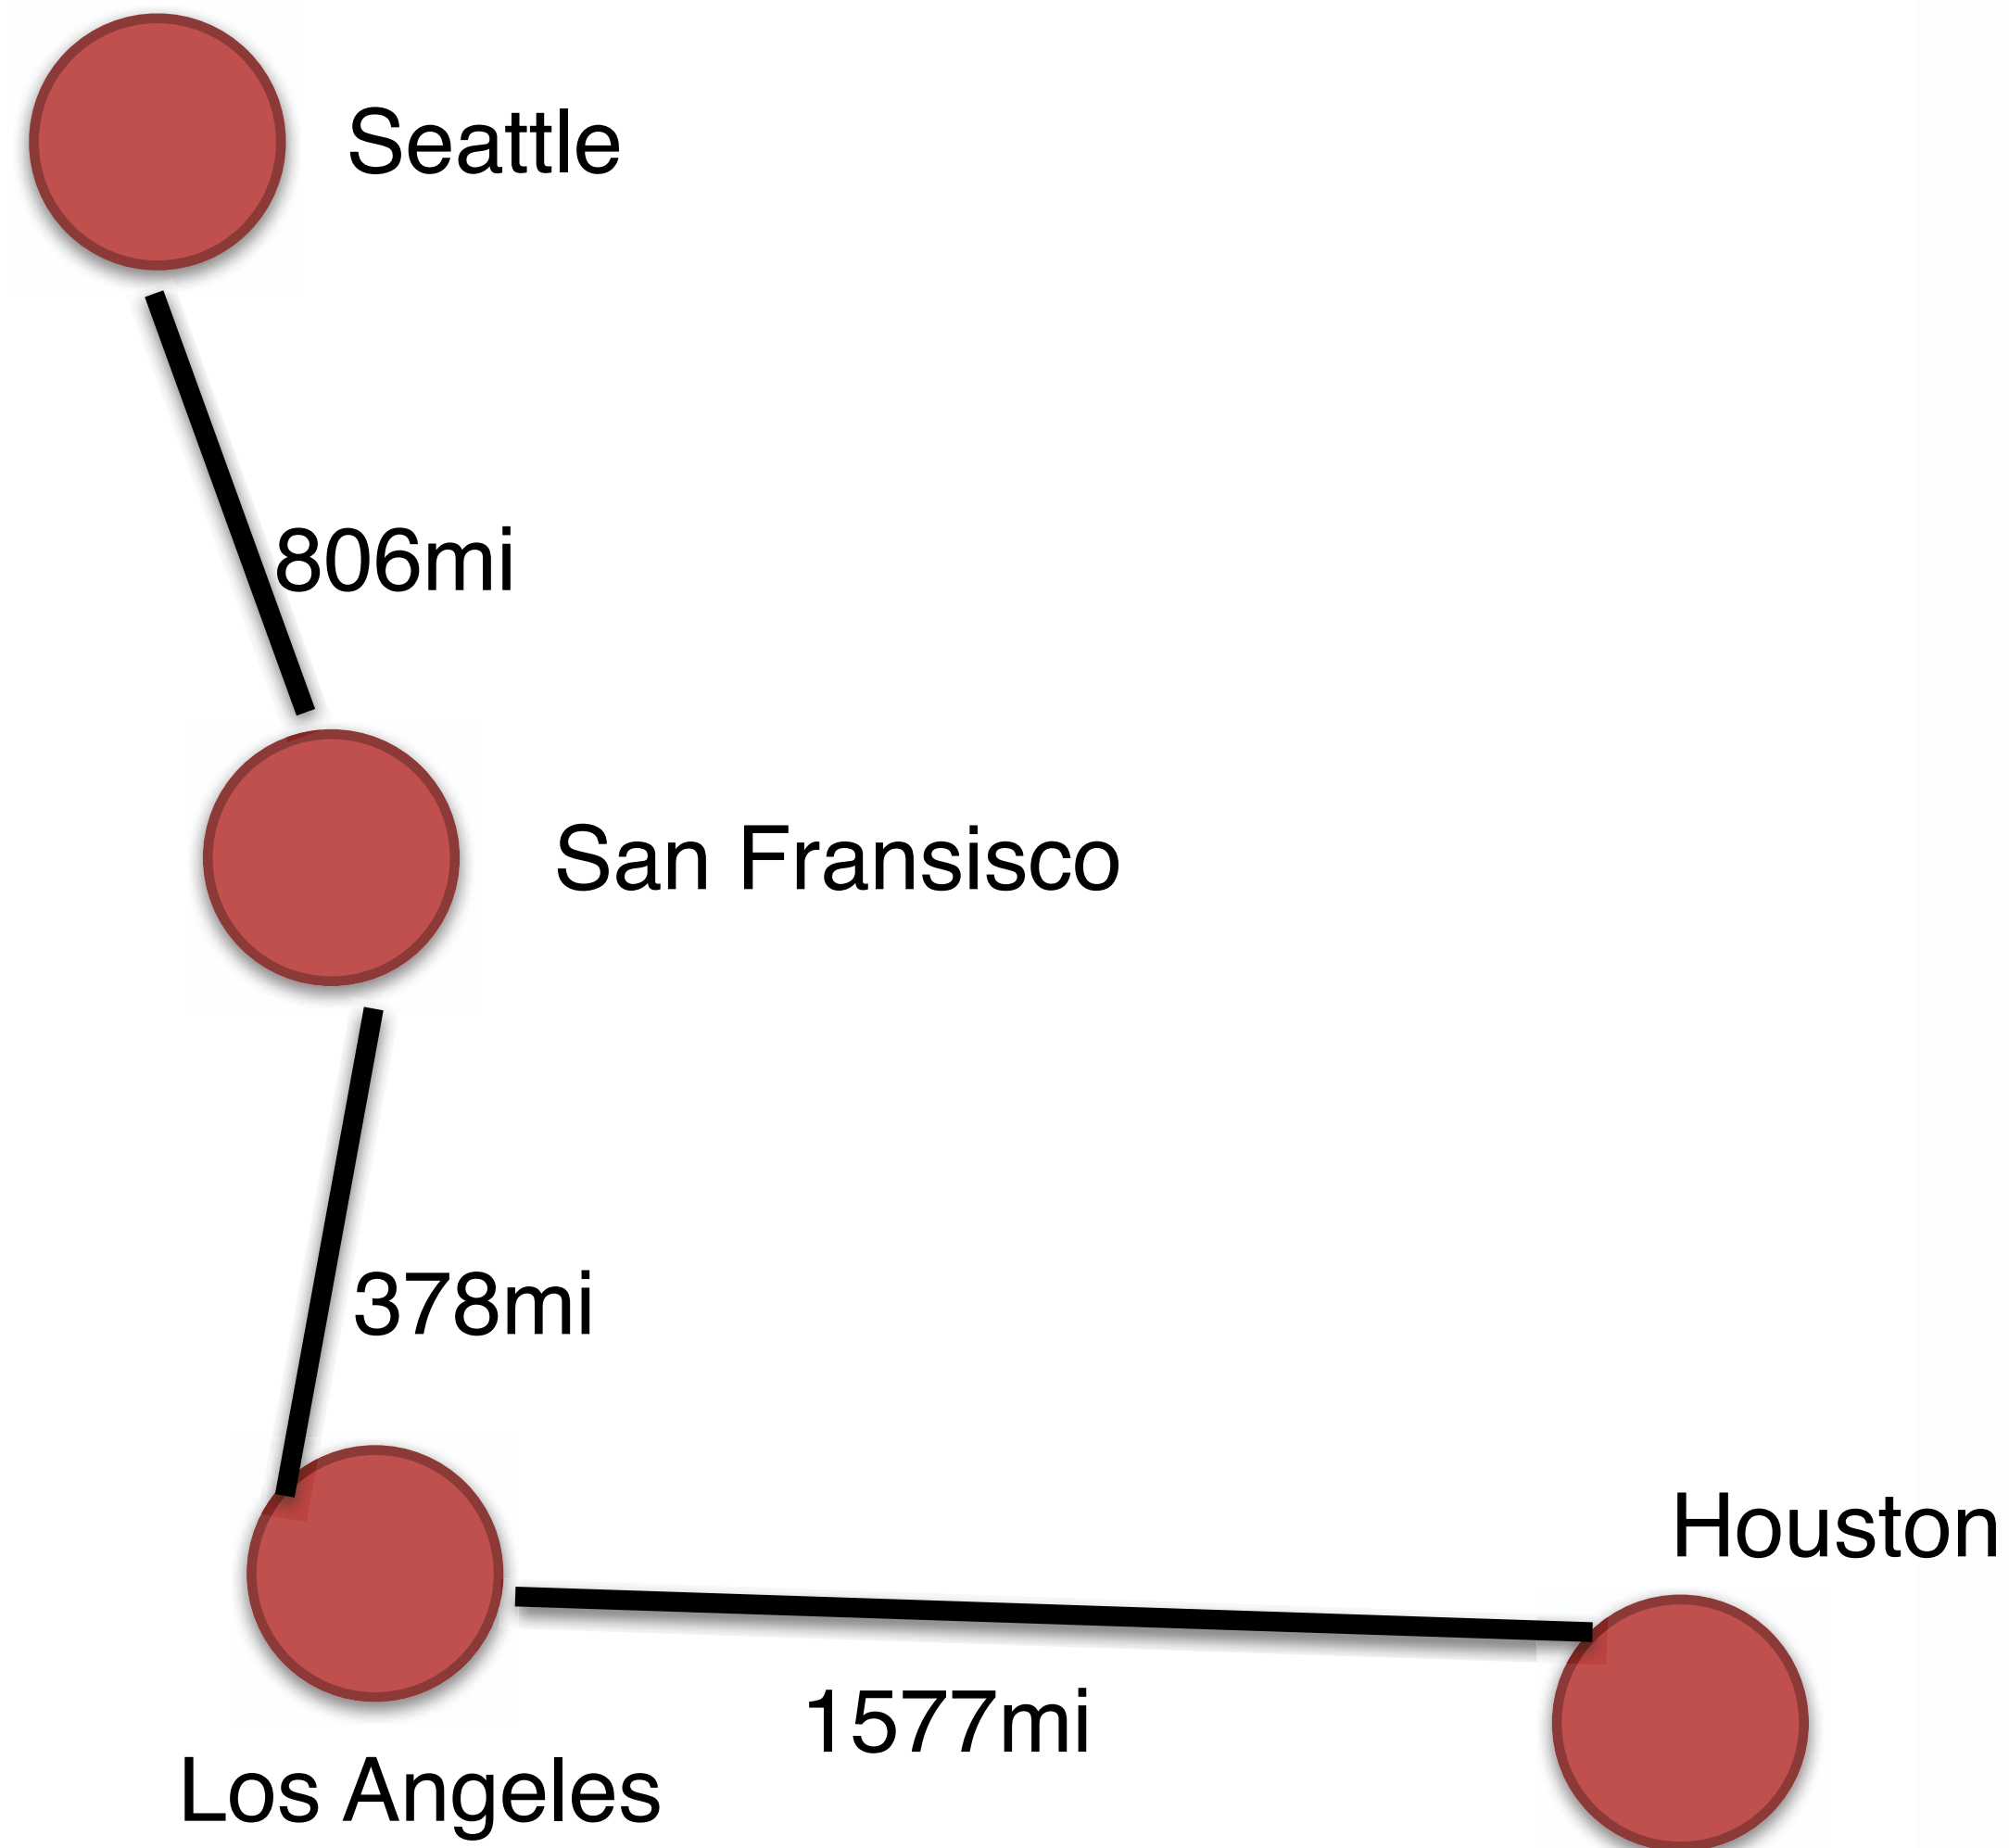 Seattle
806mi
San Fransisco
378mi
Houston
1577mi
Los Angeles